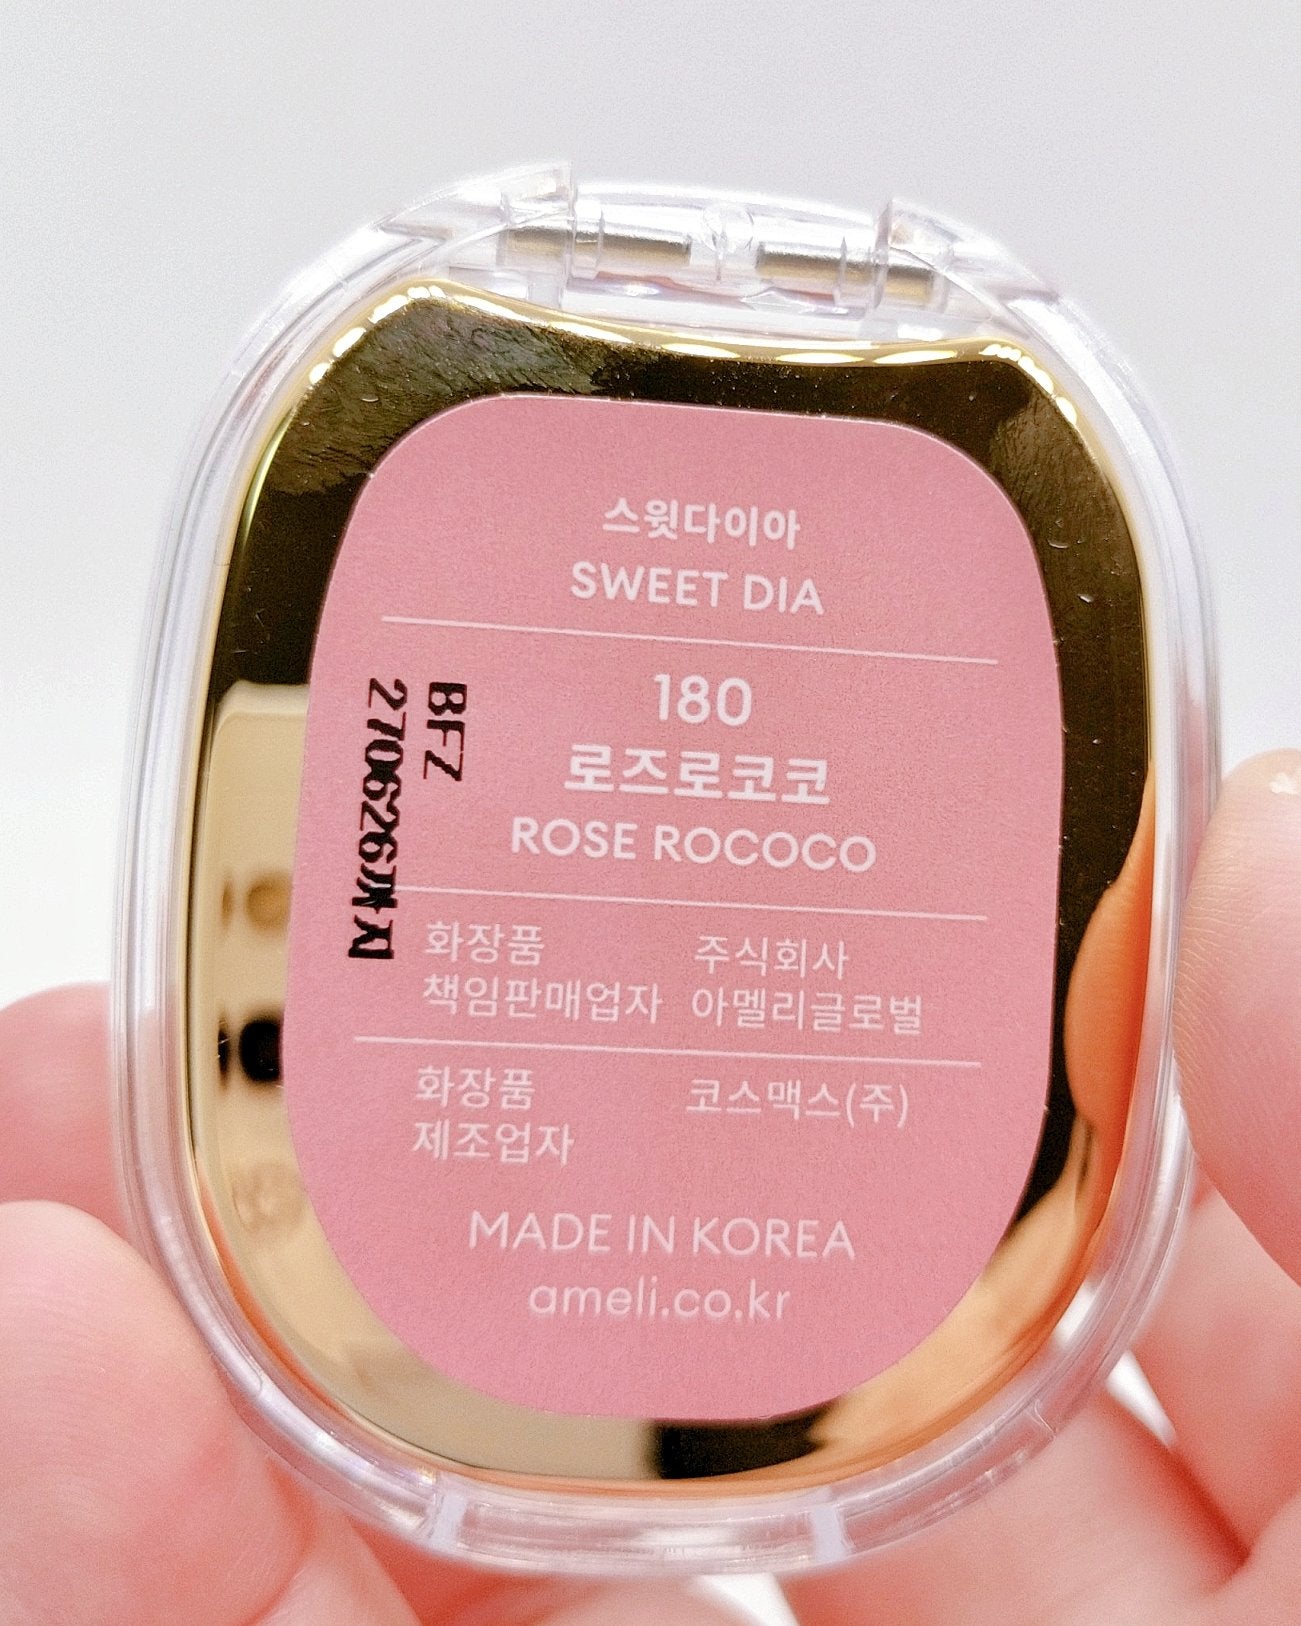 스윗다이아
SWEET DIA
180
로즈로코코
ROSE ROCOCO
BFZ
270626까지
화장품 주식회사
책임판매업자 아멜리글로벌
화장품 코스맥스(주)
제조업자
MADE IN KOREA
ameli.co.kr